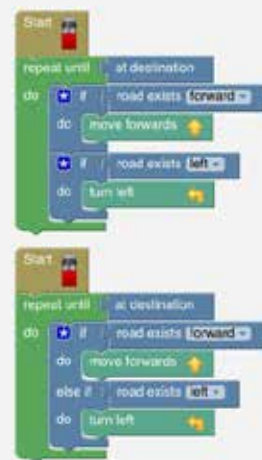 Start
repeat until at destination
do if road exists forward
do move forwards
if road exists left
do turn left
Start
repeat until at destination
do if road exists forward
do move forwards
else if road exists left
do turn left